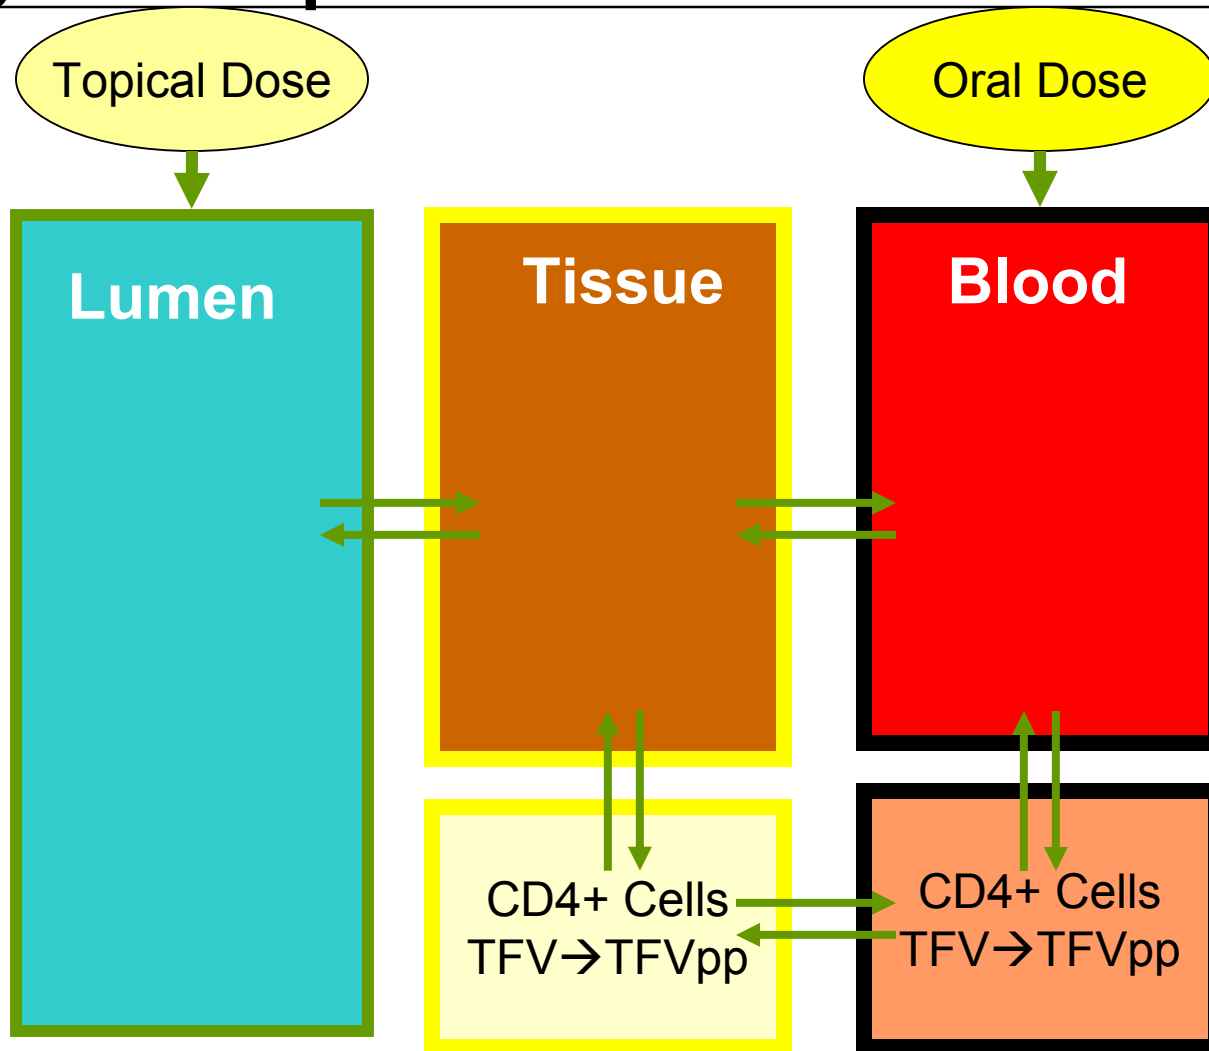 Topical Dose
Oral Dose
Lumen
Tissue
Blood
CD4+ Cells
TFV→TFVpp
CD4+ Cells
TFV→TFVpp